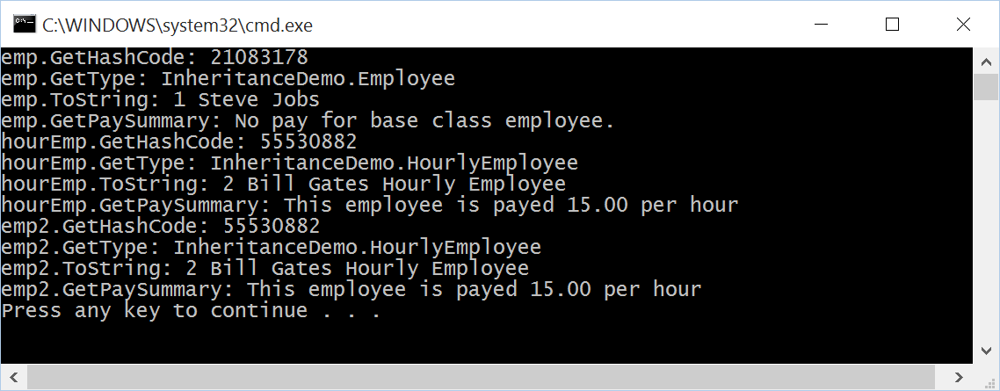 C:\WINDOWS\system32\cmd.exe
emp.GetHashCode: 21083178
emp.GetType: InheritanceDemo.Employee
emp.ToString: 1 Steve Jobs
emp.GetPaySummary: No pay for base class employee.
hourEmp.GetHashCode: 55530882
hourEmp.GetType: InheritanceDemo.HourlyEmployee
hourEmp.ToString: 2 Bill Gates Hourly Employee
hourEmp.GetPaySummary: This employee is payed 15.00 per hour
emp2.GetHashCode: 55530882
emp2.GetType: InheritanceDemo.HourlyEmployee
emp2.ToString: 2 Bill Gates Hourly Employee
emp2.GetPaySummary: This employee is payed 15.00 per hour
Press any key to continue . . .